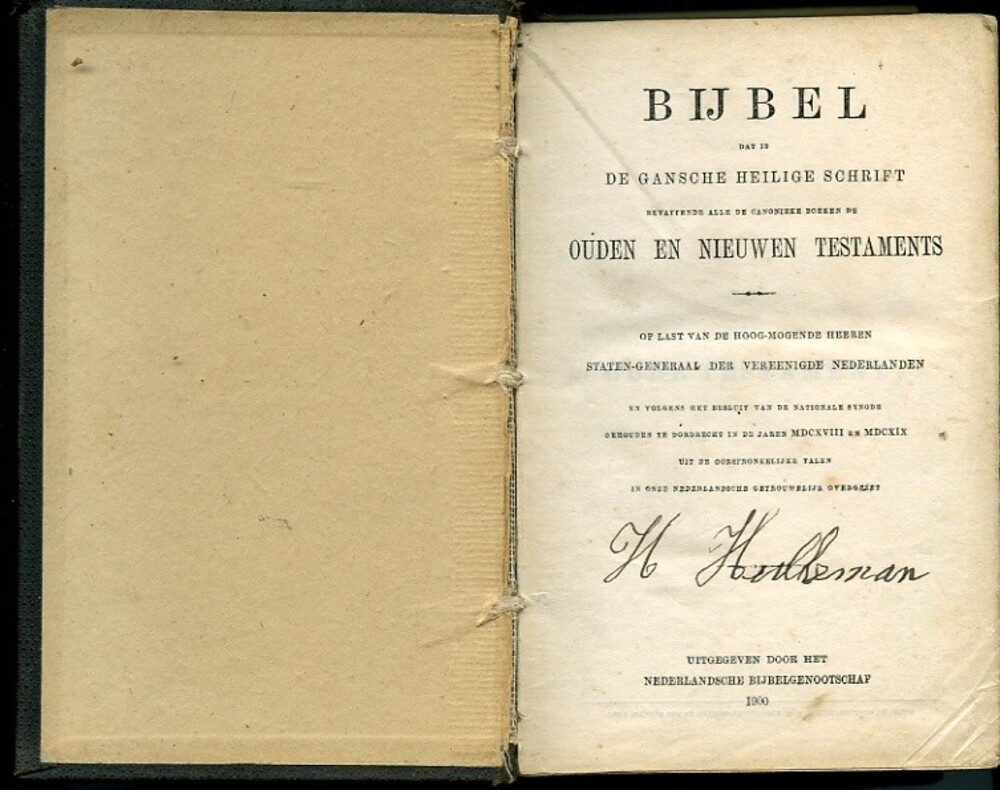 BIJBEL
DAT IS
DE GANSCHE HEILIGE SCHRIFT
BEVATTENDE ALLE DE CANONIEKE BOEKEN DE
OUDEN EN NIEUWEN TESTAMENTS
OP LAST VAN DE HOOG-MOGENDE HEEREN
STATEN-GENERAAL DER VEREENIGDE NEDERLANDEN
EN VOLGENS HET BESLUIT VAN DE NATIONALE SYNODE
GEHOUDEN TE DORDRECHT IN DE JAREN MDCXVIII EN MDCXIX
UIT DE OORSPRONKELIJKE TALEN
IN ONZE NEDERLANDSCHE GETROUWELIJK OVERGEZET
H
UITGEGEVEN DOOR HET
NEDERLANDSCHE BIJBELGENOOTSCHAP
1900